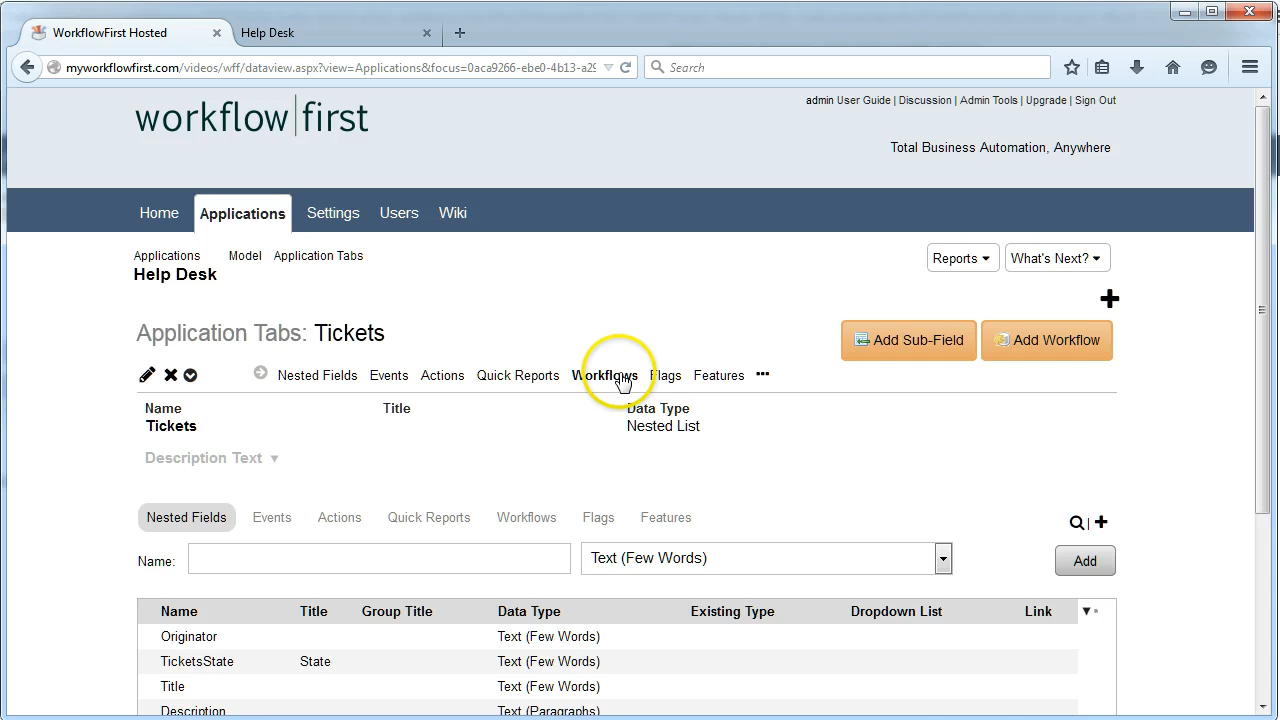 WorkflowFirst Hosted
Help Desk
myworkflowfirst.com/videos/wff/dataview.aspx?view=Applications&focus=0aca9266-ebe0-4b13-a29
Search
workflow|first
admin User Guide | Discussion | Admin Tools | Upgrade | Sign Out
Total Business Automation, Anywhere
Home Applications Settings Users Wiki
Applications Model Application Tabs
Help Desk
Reports What's Next?
Application Tabs: Tickets
Add Sub-Field Add Workflow
Nested Fields Events Actions Quick Reports Workflows Flags Features
Name Title Data Type
Tickets Nested List
Description Text
Nested Fields Events Actions Quick Reports Workflows Flags Features
Name: Text (Few Words) Add
Name Title Group Title Data Type Existing Type Dropdown List Link
Originator Text (Few Words)
TicketsState State Text (Few Words)
Title Text (Few Words)
Description Text (Paragraphs)